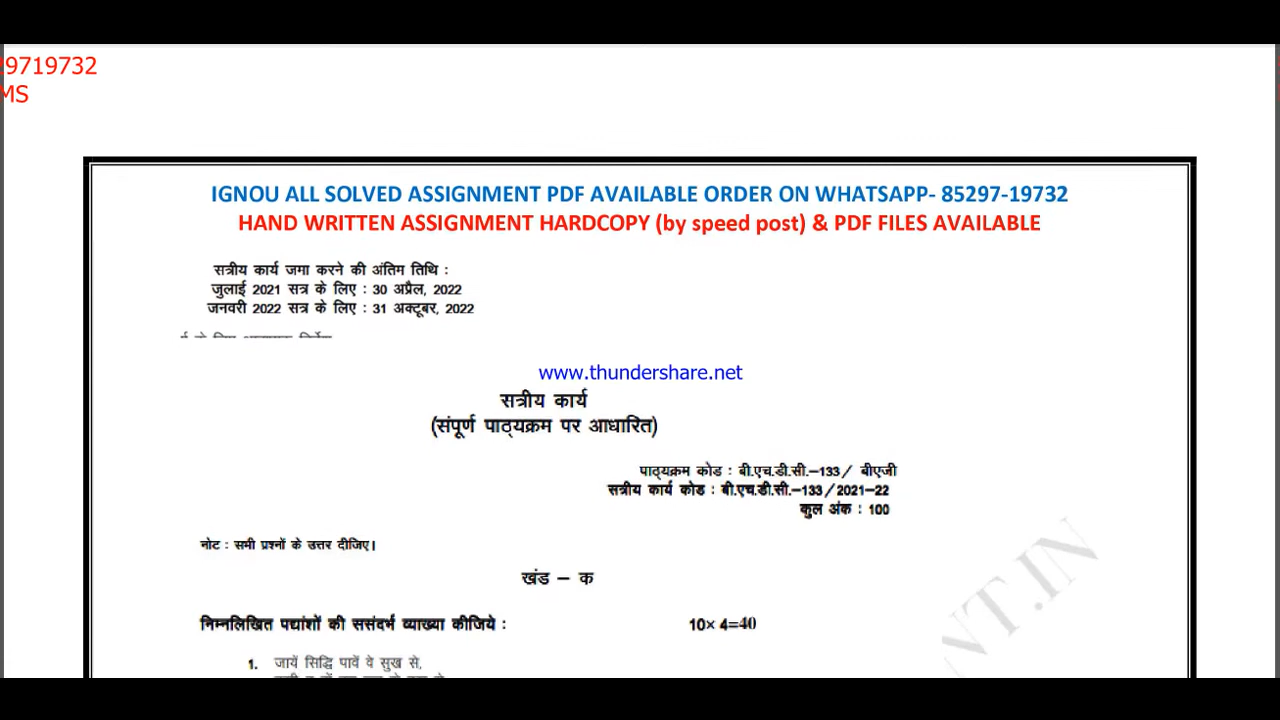 29719732
MS
IGNOU ALL SOLVED ASSIGNMENT PDF AVAILABLE ORDER ON WHATSAPP- 85297-19732
HAND WRITTEN ASSIGNMENT HARDCOPY (by speed post) & PDF FILES AVAILABLE
सत्रीय कार्य जमा करने की अंतिम तिथि :
जुलाई 2021 सत्र के लिए : 30 अप्रैल, 2022
जनवरी 2022 सत्र के लिए : 31 अक्टूबर, 2022
www.thundershare.net
सत्रीय कार्य
(संपूर्ण पाठ्यक्रम पर आधारित)
पाठ्यक्रम कोड : बी.एच.डी.सी.–133 / बीएजी
सत्रीय कार्य कोड : बी.एच.डी.सी.–133 / 2021–22
कुल अंक : 100
नोट : सभी प्रश्नों के उत्तर दीजिए।
खंड – क
निम्नलिखित पद्यांशों की ससंदर्भ व्याख्या कीजिये : 10× 4=40
1. जायें सिद्धि पावें वे सुख से,
NT.IN